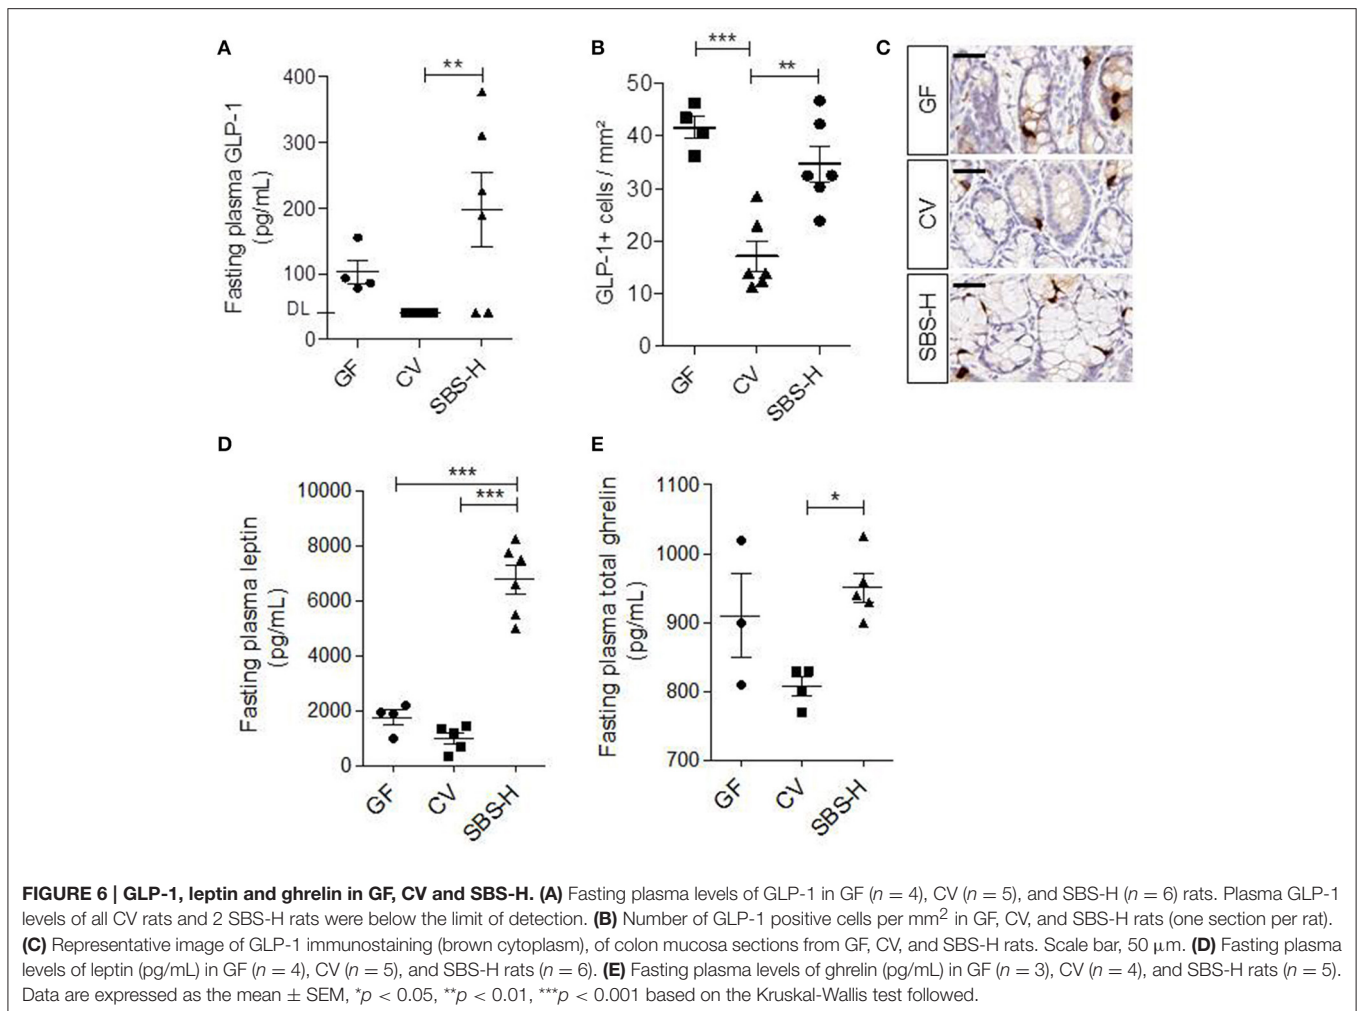 A
**
Fasting plasma GLP-1
(pg/mL)
400
300
200
100
DL
0
GF
CV
SBS-H
B
***
**
GLP-1+ cells / mm²
50
40
30
20
10
0
GF
CV
SBS-H
C
GF
CV
SBS-H
D
***
***
Fasting plasma leptin
(pg/mL)
10000
8000
6000
4000
2000
0
GF
CV
SBS-H
E
*
Fasting plasma total ghrelin
(pg/mL)
1100
1000
900
800
700
GF
CV
SBS-H
FIGURE 6 | GLP-1, leptin and ghrelin in GF, CV and SBS-H. (A) Fasting plasma levels of GLP-1 in GF (n = 4), CV (n = 5), and SBS-H (n = 6) rats. Plasma GLP-1
levels of all CV rats and 2 SBS-H rats were below the limit of detection. (B) Number of GLP-1 positive cells per mm² in GF, CV, and SBS-H rats (one section per rat).
(C) Representative image of GLP-1 immunostaining (brown cytoplasm), of colon mucosa sections from GF, CV, and SBS-H rats. Scale bar, 50 μm. (D) Fasting plasma
levels of leptin (pg/mL) in GF (n = 4), CV (n = 5), and SBS-H rats (n = 6). (E) Fasting plasma levels of ghrelin (pg/mL) in GF (n = 3), CV (n = 4), and SBS-H rats (n = 5).
Data are expressed as the mean ± SEM, *p < 0.05, **p < 0.01, ***p < 0.001 based on the Kruskal-Wallis test followed.